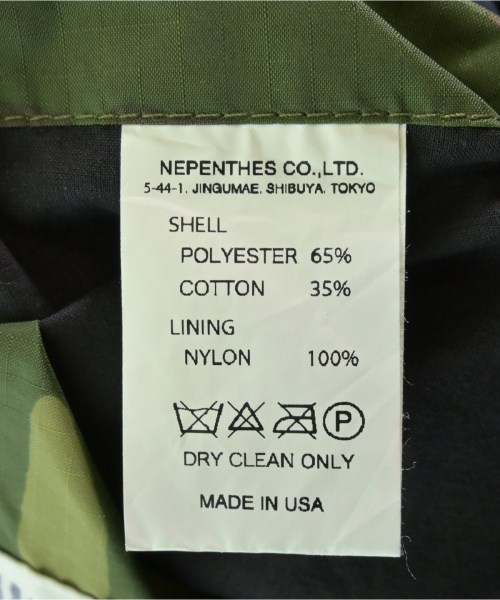 NEPENTHES CO.,LTD.
5-44-1, JINGUMAE, SHIBUYA, TOKYO
SHELL
POLYESTER 65%
COTTON 35%
LINING
NYLON 100%
P
DRY CLEAN ONLY
MADE IN USA